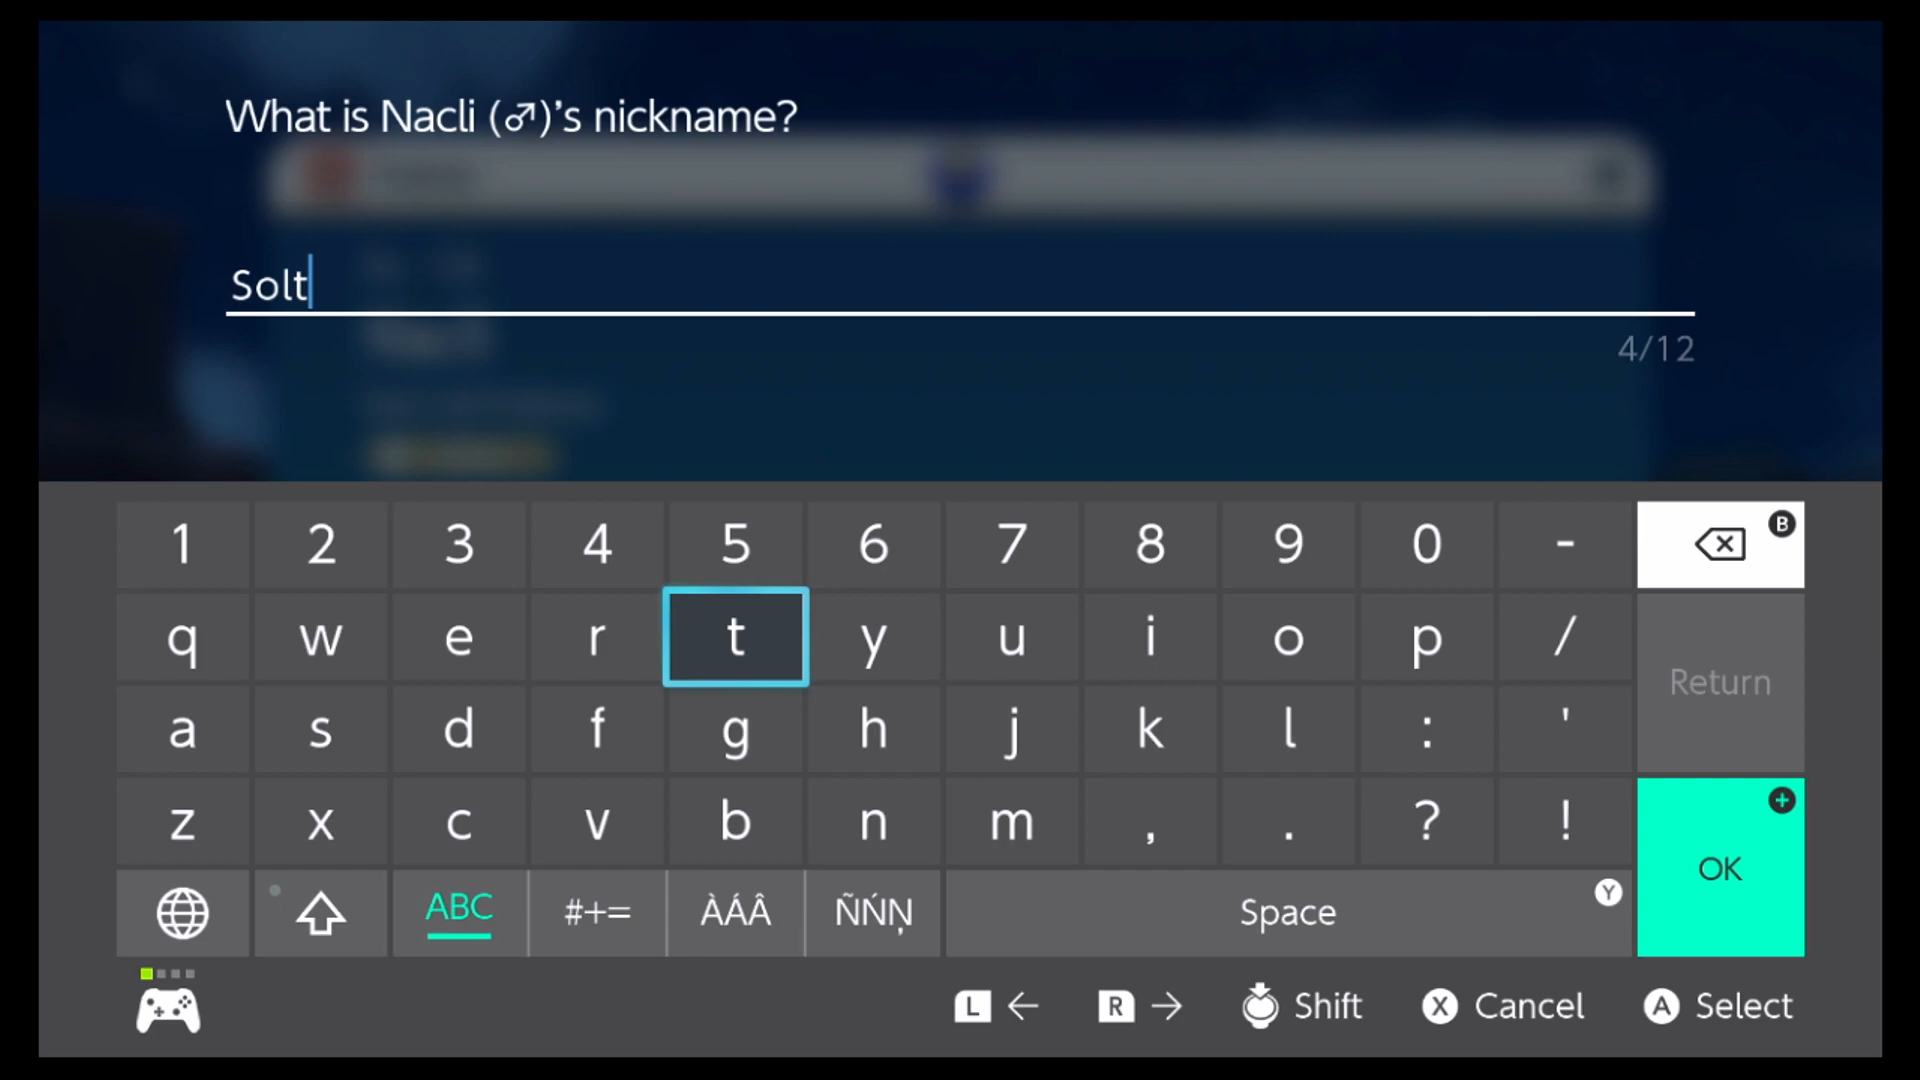 What is Nacli (♂)'s nickname?
Solt
4/12
1 2 3 4 5 6 7 8 9 0 - B
q w e r t y u i o p / Return
a s d f g h j k l : '
z x c v b n m , . ? ! + OK
ABC #+= ÀÁÂ ÑŃŅ Space Y
L ← R → Shift X Cancel A Select